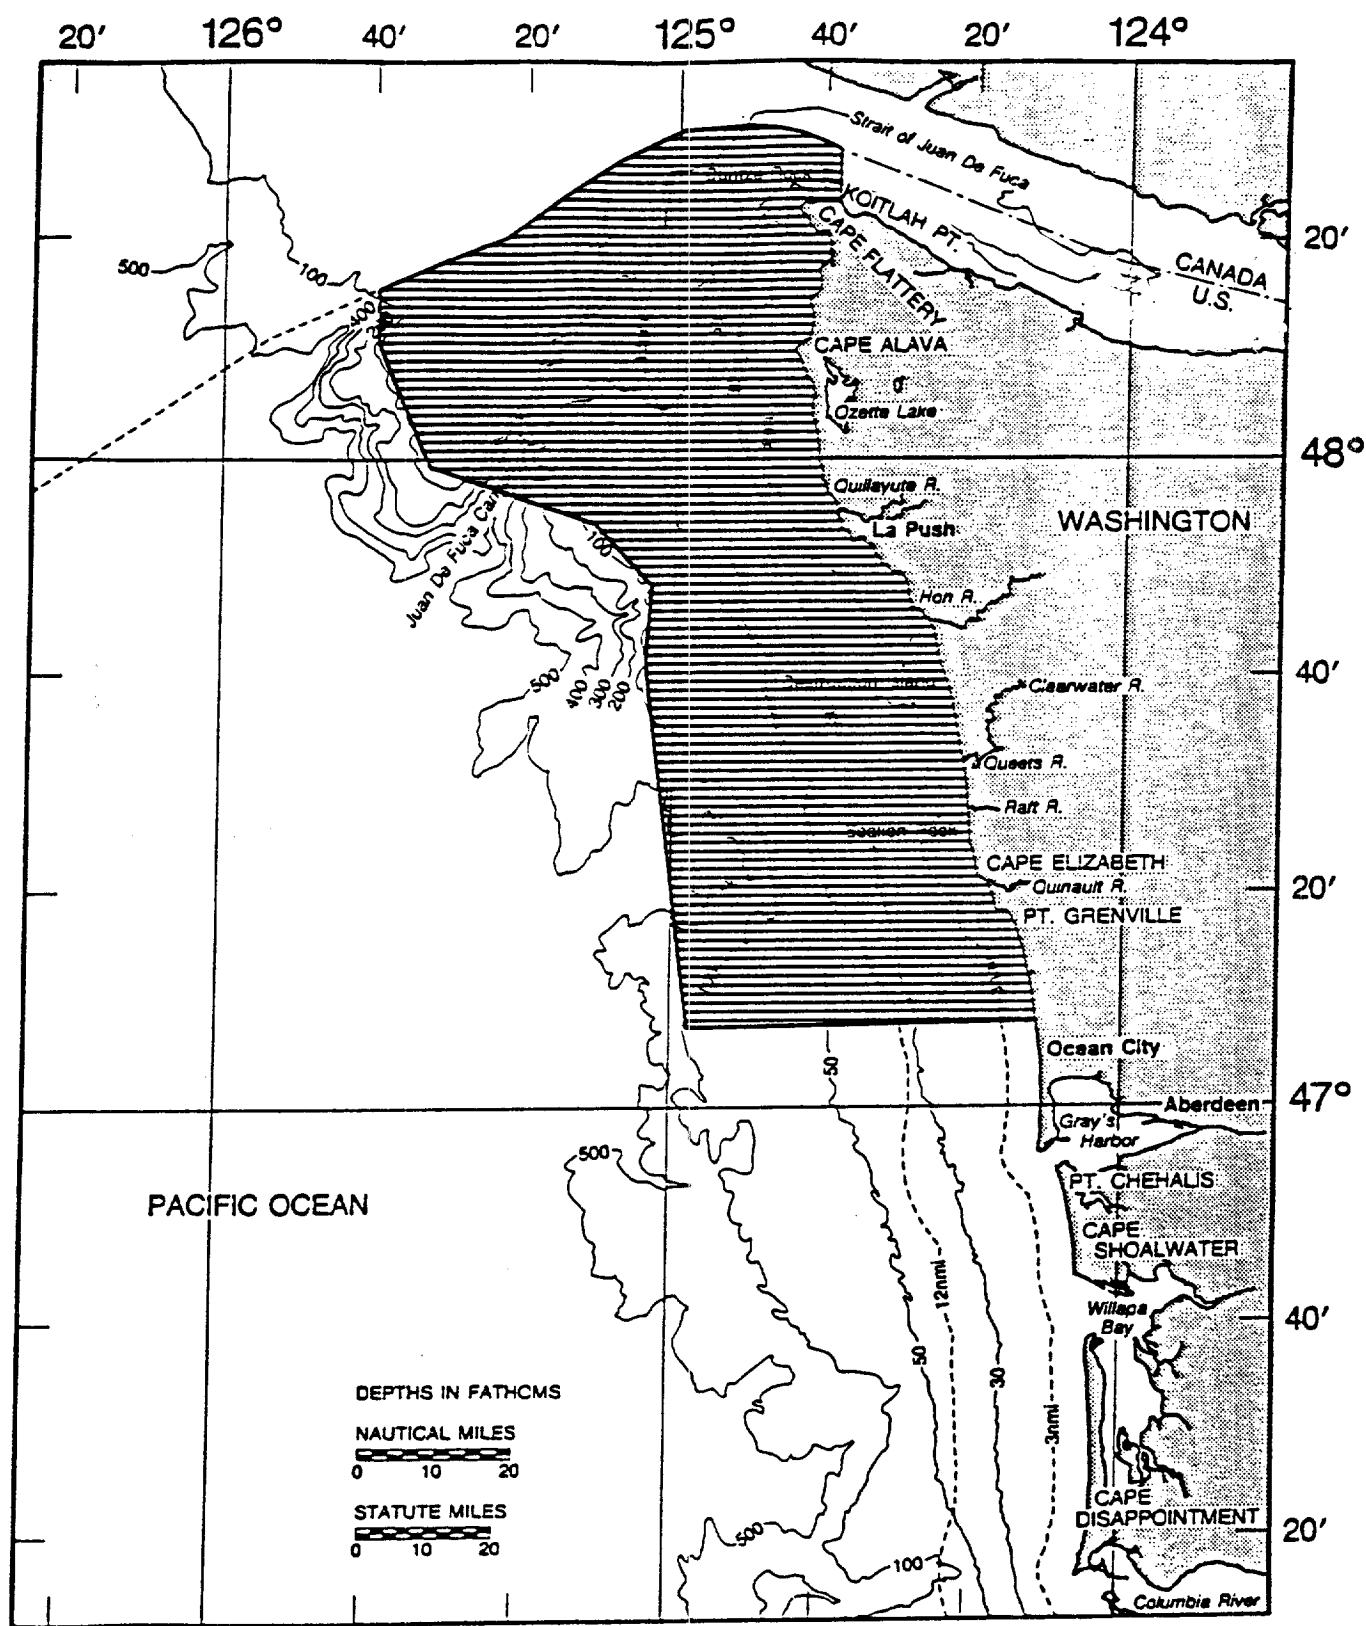 20′ 126° 40′ 20′ 125° 40′ 20′ 124°
Strait of Juan De Fuca
KOITLAH PT.
CAPE FLATTERY
20′
CANADA
U.S.
500
100
400
CAPE ALAVA
Ozette Lake
48°
Quillayute R.
La Push
WASHINGTON
100
Juan De Fuca Can
Hoh R.
40′
Clearwater R.
500
400
300
200
Queets R.
Raft R.
CAPE ELIZABETH
Quinault R.
20′
PT. GRENVILLE
Ocean City
50
47°
Aberdeen
Gray's
Harbor
500
PT. CHEHALIS
PACIFIC OCEAN
CAPE
SHOALWATER
12nmi
Willapa
Bay
40′
50
30
3nmi
DEPTHS IN FATHOMS
NAUTICAL MILES
0 10 20
STATUTE MILES
0 10 20
CAPE
DISAPPOINTMENT
20′
500
100
Columbia River